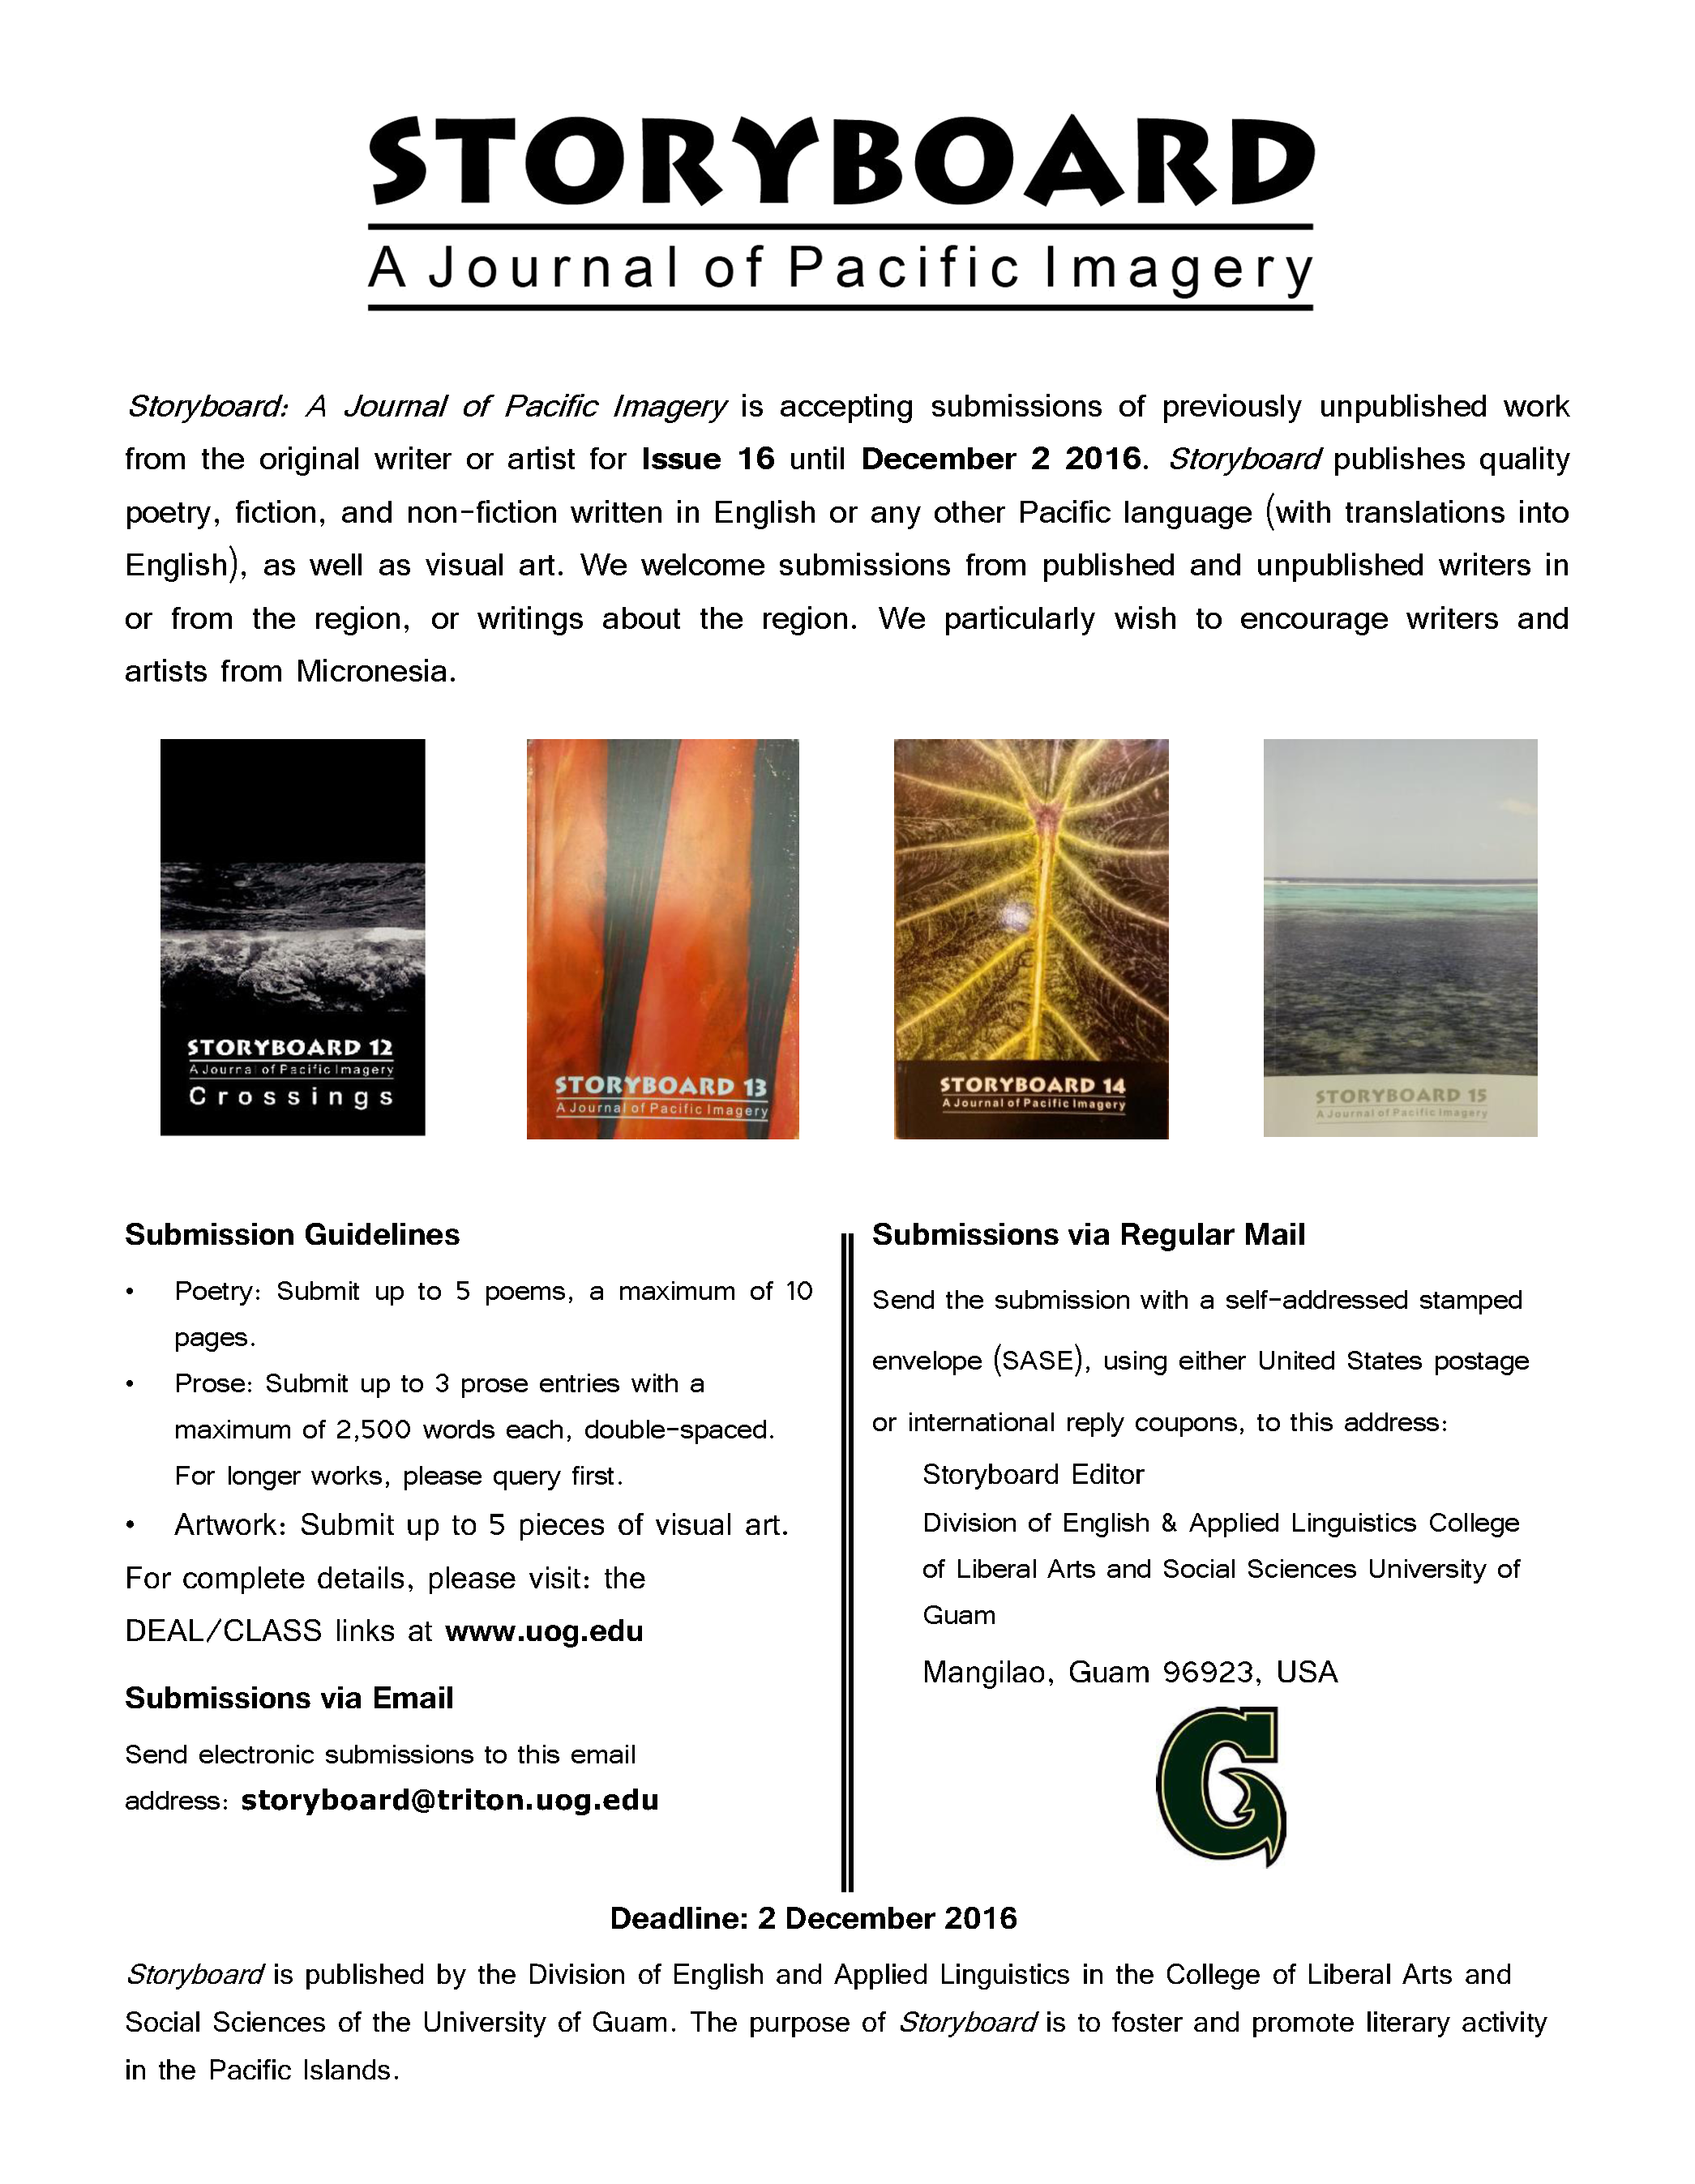 STORYBOARD
A Journal of Pacific Imagery
Storyboard: A Journal of Pacific Imagery is accepting submissions of previously unpublished work
from the original writer or artist for Issue 16 until December 2 2016. Storyboard publishes quality
poetry, fiction, and non-fiction written in English or any other Pacific language (with translations into
English), as well as visual art. We welcome submissions from published and unpublished writers in
or from the region, or writings about the region. We particularly wish to encourage writers and
artists from Micronesia.
STORYBOARD 12
A Journal of Pacific Imagery
Crossings
STORYBOARD 13
A Journal of Pacific Imagery
STORYBOARD 14
A Journal of Pacific Imagery
STORYBOARD 15
A Journal of Pacific Imagery
Submission Guidelines
• Poetry: Submit up to 5 poems, a maximum of 10
pages.
• Prose: Submit up to 3 prose entries with a
maximum of 2,500 words each, double-spaced.
For longer works, please query first.
• Artwork: Submit up to 5 pieces of visual art.
For complete details, please visit: the
DEAL/CLASS links at www.uog.edu
Submissions via Email
Send electronic submissions to this email
address: storyboard@triton.uog.edu
Submissions via Regular Mail
Send the submission with a self-addressed stamped
envelope (SASE), using either United States postage
or international reply coupons, to this address:
Storyboard Editor
Division of English & Applied Linguistics College
of Liberal Arts and Social Sciences University of
Guam
Mangilao, Guam 96923, USA
G
Deadline: 2 December 2016
Storyboard is published by the Division of English and Applied Linguistics in the College of Liberal Arts and
Social Sciences of the University of Guam. The purpose of Storyboard is to foster and promote literary activity
in the Pacific Islands.